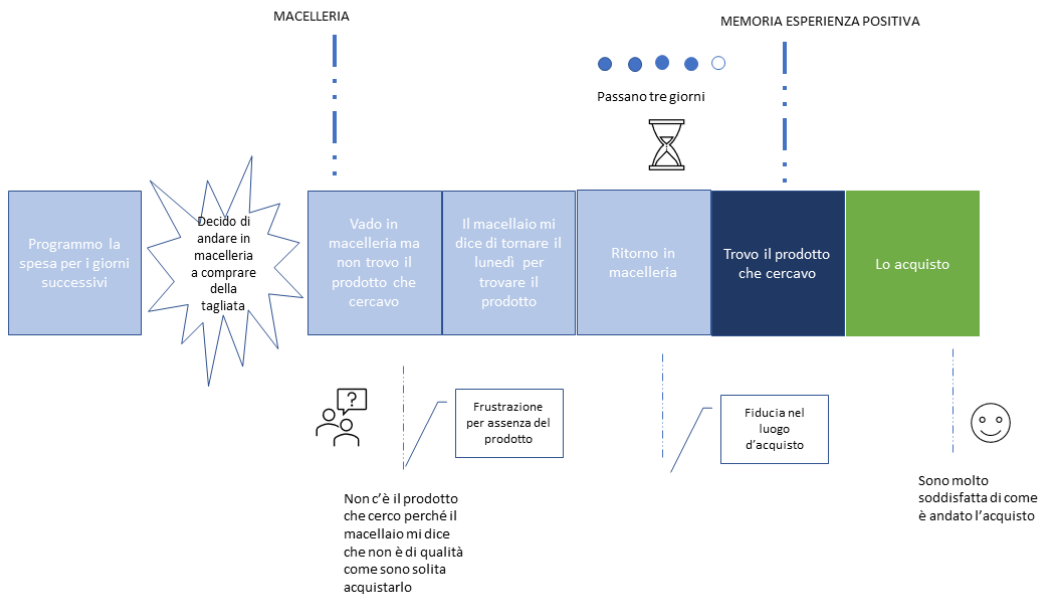 MACELLERIA
MEMORIA ESPERIENZA POSITIVA
Passano tre giorni
Programmo la
spesa per i giorni
successivi
Decido di
andare in
macelleria
a comprare
della
tagliata
Vado in
macelleria ma
non trovo il
prodotto che
cercavo
Il macellaio mi
dice di tornare il
lunedì per
trovare il
prodotto
Ritorno in
macelleria
Trovo il prodotto
che cercavo
Lo acquisto
?
Frustrazione
per assenza del
prodotto
Fiducia nel
luogo
d’acquisto
Non c’è il prodotto
che cerco perché il
macellaio mi dice
che non è di qualità
come sono solita
acquistarlo
Sono molto
soddisfatta di come
è andato l’acquisto